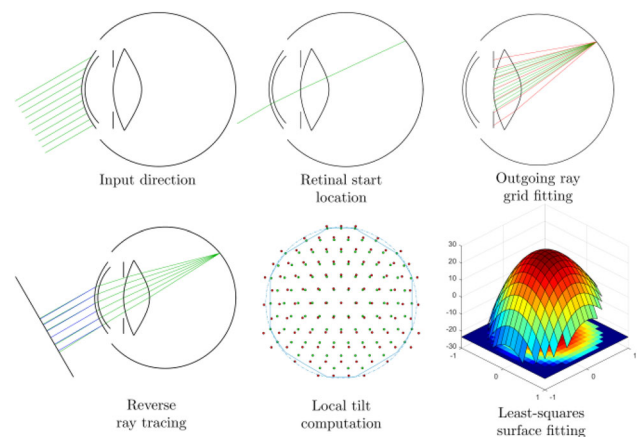 Input direction
Retinal start
location
Outgoing ray
grid fitting
Reverse
ray tracing
Local tilt
computation
30
20
10
0
-10
-20
-30
-1
0
1
-1
0
1
Least-squares
surface fitting